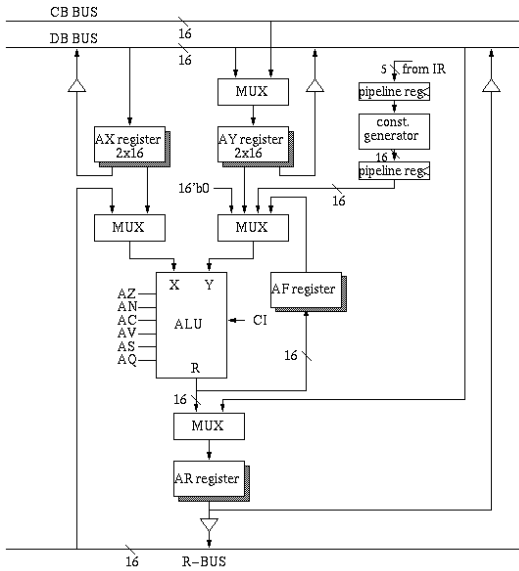 CB BUS
16
DB BUS
16
5
from IR
MUX
pipeline reg.
const.
generator
AX register
2x16
AY register
2x16
16
pipeline reg.
16'b0
16
MUX
MUX
X
Y
AF register
AZ
AN
AC
AV
AS
AQ
ALU
CI
R
16
16
MUX
AR register
16
R-BUS